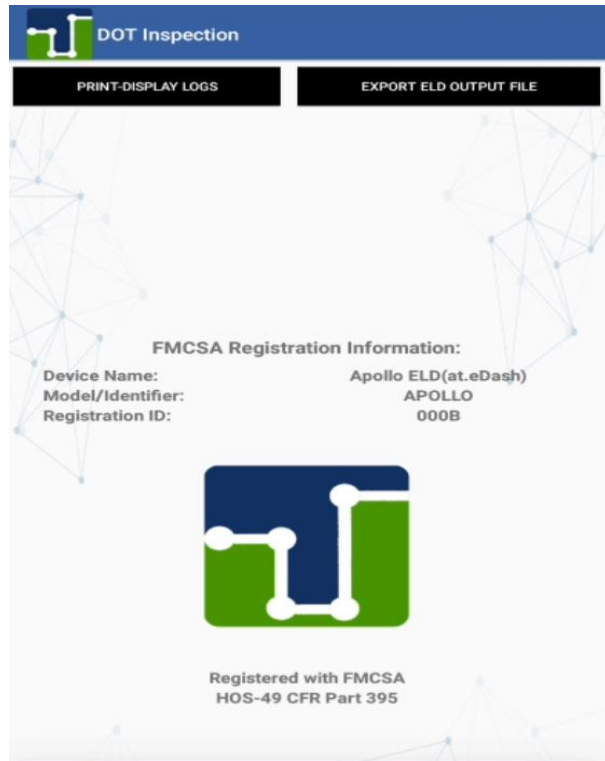 DOT Inspection
PRINT-DISPLAY LOGS EXPORT ELD OUTPUT FILE
FMCSA Registration Information:
Device Name: Apollo ELD(at.eDash)
Model/Identifier: APOLLO
Registration ID: 000B
Registered with FMCSA
HOS-49 CFR Part 395